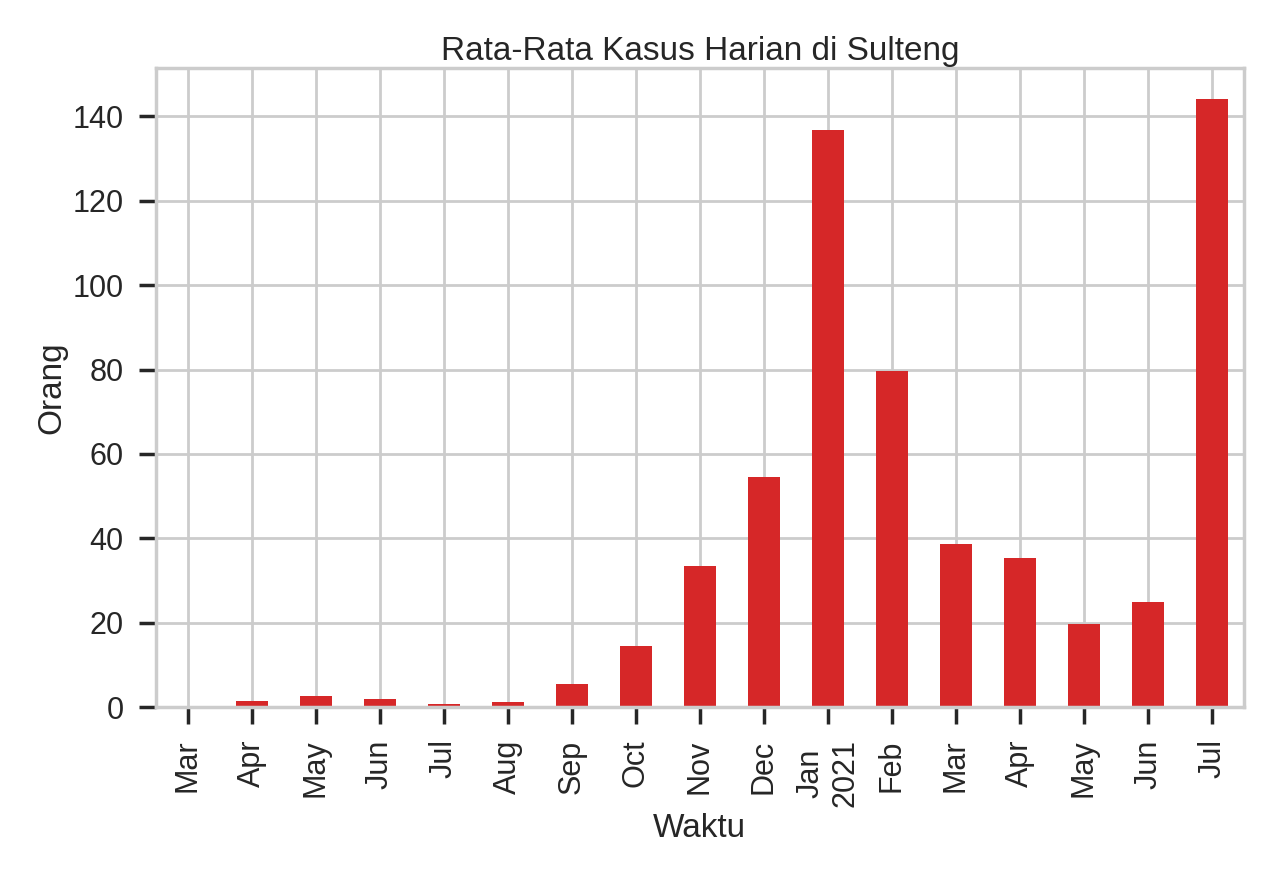 Rata-Rata Kasus Harian di Sulteng
140
120
100
80
60
40
20
0
Orang
Mar
Apr
May
Jun
Jul
Aug
Sep
Oct
Nov
Dec
Jan
2021
Feb
Mar
Apr
May
Jun
Jul
Waktu